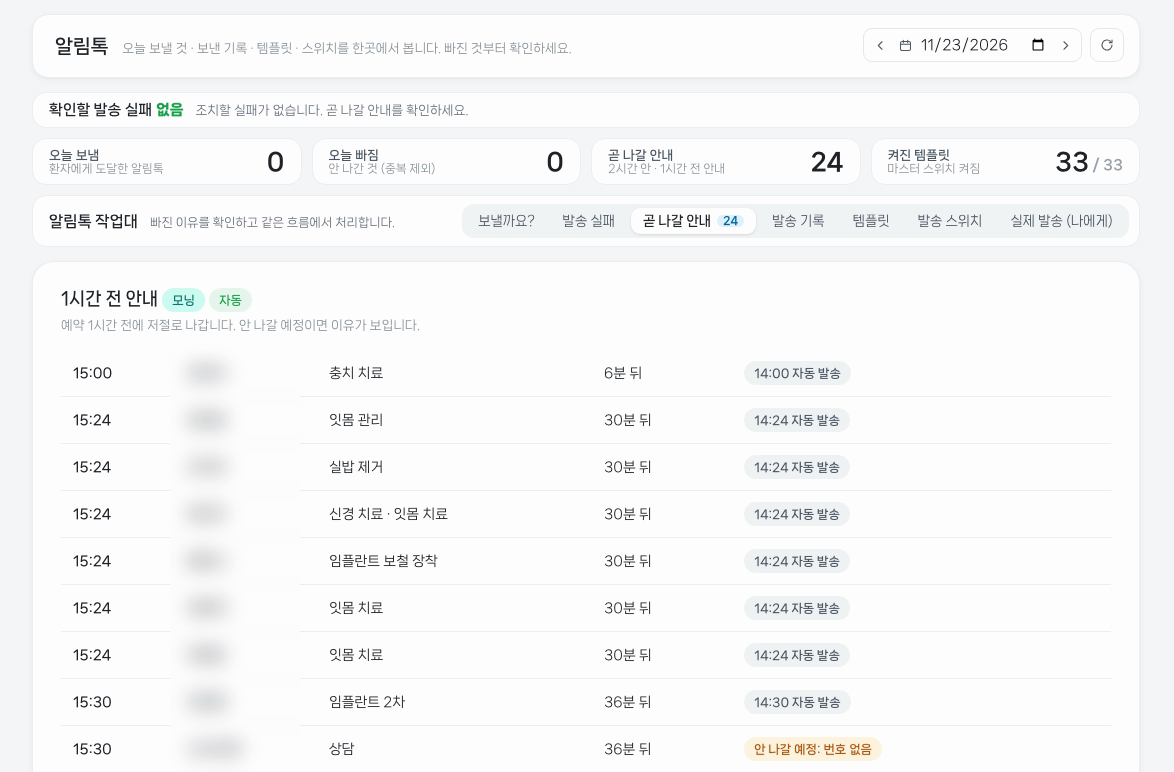 알림톡 오늘 보낼 것 · 보낸 기록 · 템플릿 · 스위치를 한곳에서 봅니다. 빠진 것부터 확인하세요. 11/23/2026
확인할 발송 실패 없음 조치할 실패가 없습니다. 곧 나갈 안내를 확인하세요.
오늘 보냄 0
환자에게 도달한 알림톡
오늘 빠짐 0
안 나간 것 (중복 제외)
곧 나갈 안내 24
2시간 안 · 1시간 전 안내
켜진 템플릿 33 / 33
마스터 스위치 켜짐
알림톡 작업대 빠진 이유를 확인하고 같은 흐름에서 처리합니다. 보낼까요? 발송 실패 곧 나갈 안내 24 발송 기록 템플릿 발송 스위치 실제 발송 (나에게)
1시간 전 안내 모닝 자동
예약 1시간 전에 저절로 나갑니다. 안 나갈 예정이면 이유가 보입니다.
15:00 충치 치료 6분 뒤 14:00 자동 발송
15:24 잇몸 관리 30분 뒤 14:24 자동 발송
15:24 실밥 제거 30분 뒤 14:24 자동 발송
15:24 신경 치료 · 잇몸 치료 30분 뒤 14:24 자동 발송
15:24 임플란트 보철 장착 30분 뒤 14:24 자동 발송
15:24 잇몸 치료 30분 뒤 14:24 자동 발송
15:24 잇몸 치료 30분 뒤 14:24 자동 발송
15:30 임플란트 2차 36분 뒤 14:30 자동 발송
15:30 상담 36분 뒤 안 나갈 예정: 번호 없음